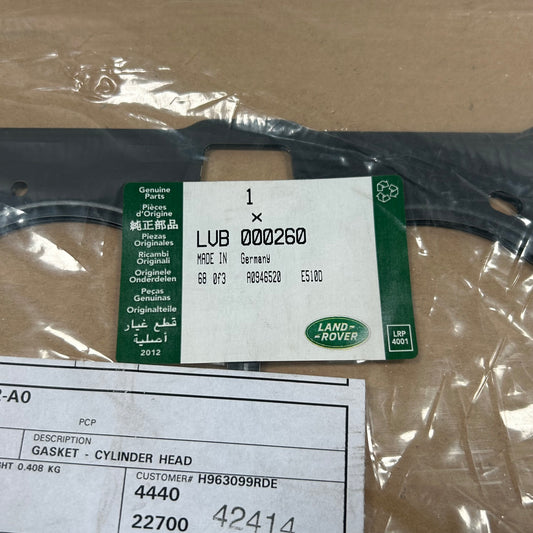 Genuine
Parts
Pièces
d'Origine
純正部品
Piezas
Originales
Ricambi
Originali
Originele
Onderdelen
Peças
Genuinas
Originalteile
قطع غيار
أصلية
2012
1
x
LVB 000260
MADE IN Germany
68 0f3 A0946520 E510D
LAND-
-ROVER
LRP
4001
-A0
PCP
DESCRIPTION
GASKET - CYLINDER HEAD
GHT 0.408 KG
CUSTOMER# H963099RDE
4440
22700 42414